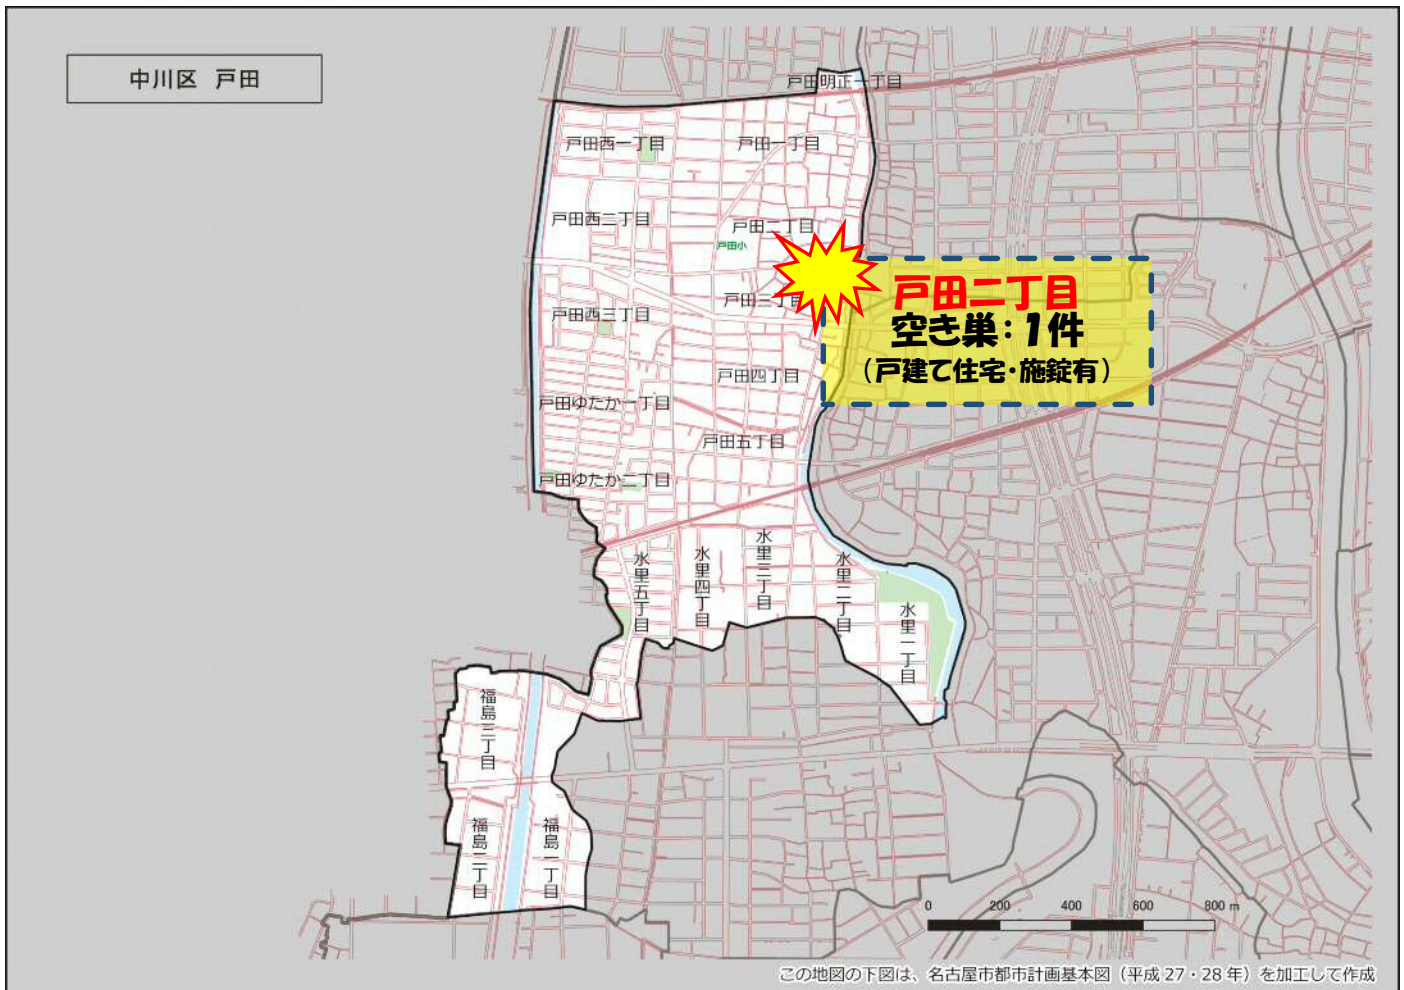 中川区 戸田
戸田明正一丁目
戸田西一丁目
戸田一丁目
戸田西二丁目
戸田二丁目
戸田小
戸田二丁目
空き巣：1件
（戸建て住宅・施錠有）
戸田三丁目
戸田西三丁目
戸田四丁目
戸田ゆたか一丁目
戸田五丁目
戸田ゆたか二丁目
水里五丁目
水里四丁目
水里三丁目
水里二丁目
水里一丁目
福島三丁目
福島二丁目
福島一丁目
0 200 400 600 800 m
この地図の下図は、名古屋市都市計画基本図（平成 27・28 年）を加工して作成